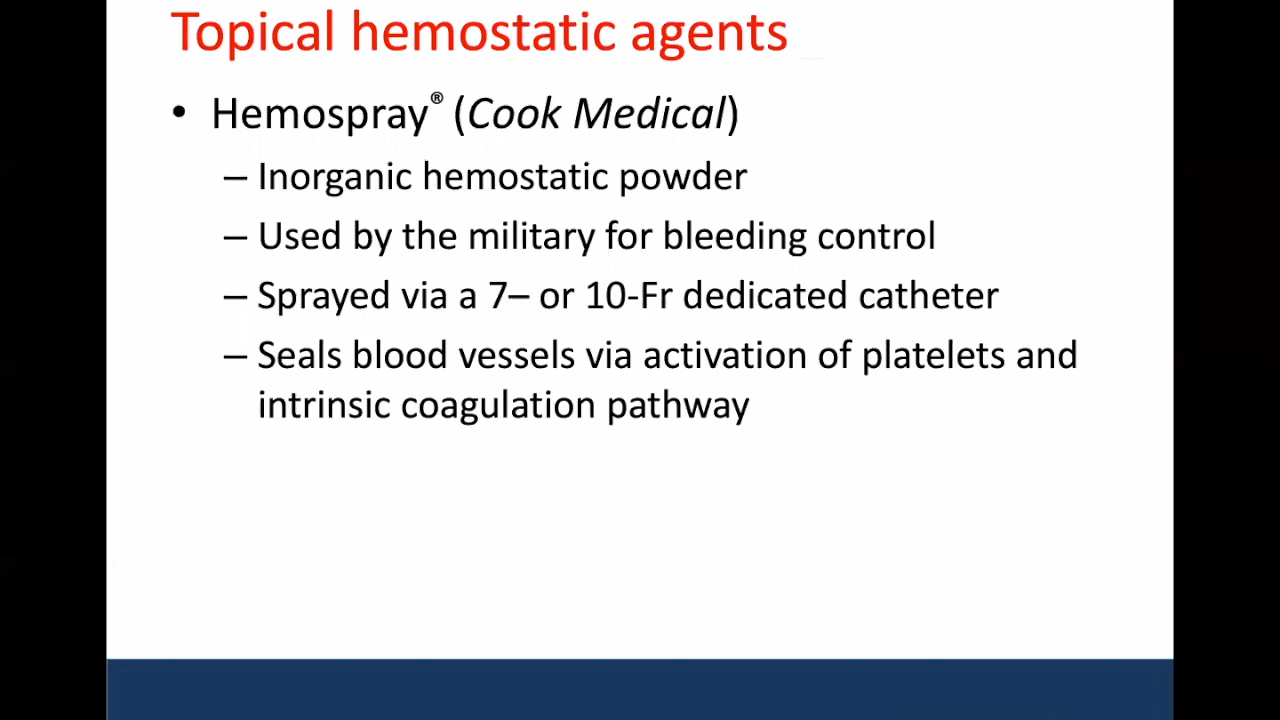 Topical hemostatic agents
• Hemospray® (Cook Medical)
– Inorganic hemostatic powder
– Used by the military for bleeding control
– Sprayed via a 7– or 10-Fr dedicated catheter
– Seals blood vessels via activation of platelets and
intrinsic coagulation pathway